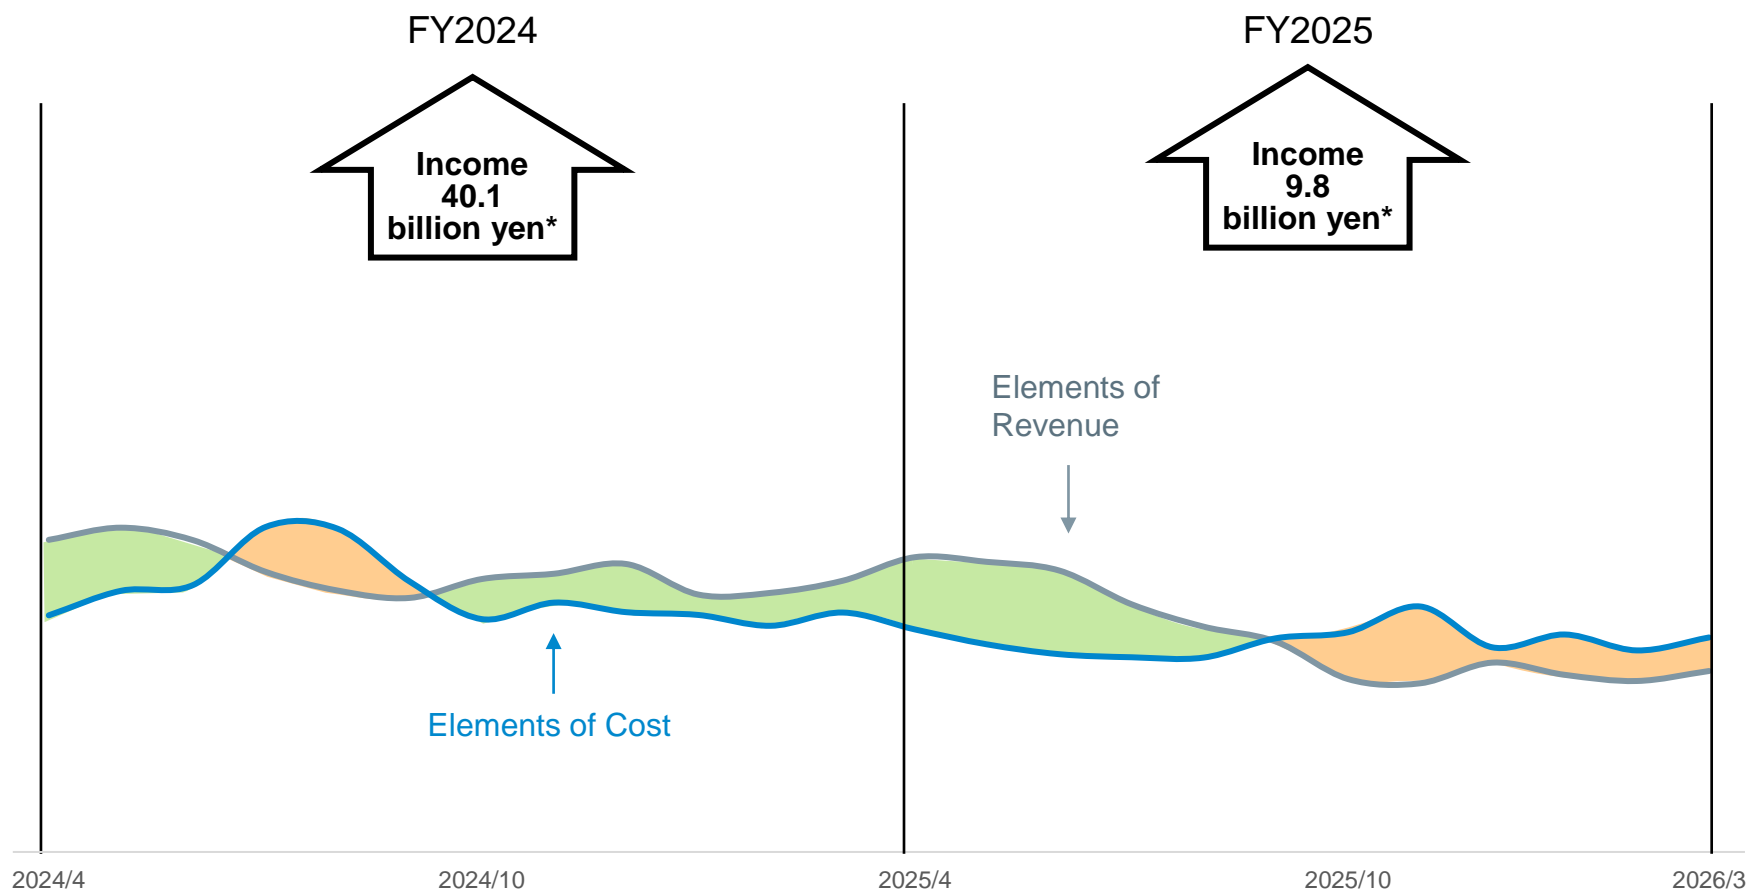 FY2024
FY2025
Income
40.1
billion yen*
Income
9.8
billion yen*
Elements of
Revenue
Elements of Cost
2024/4
2024/10
2025/4
2025/10
2026/3